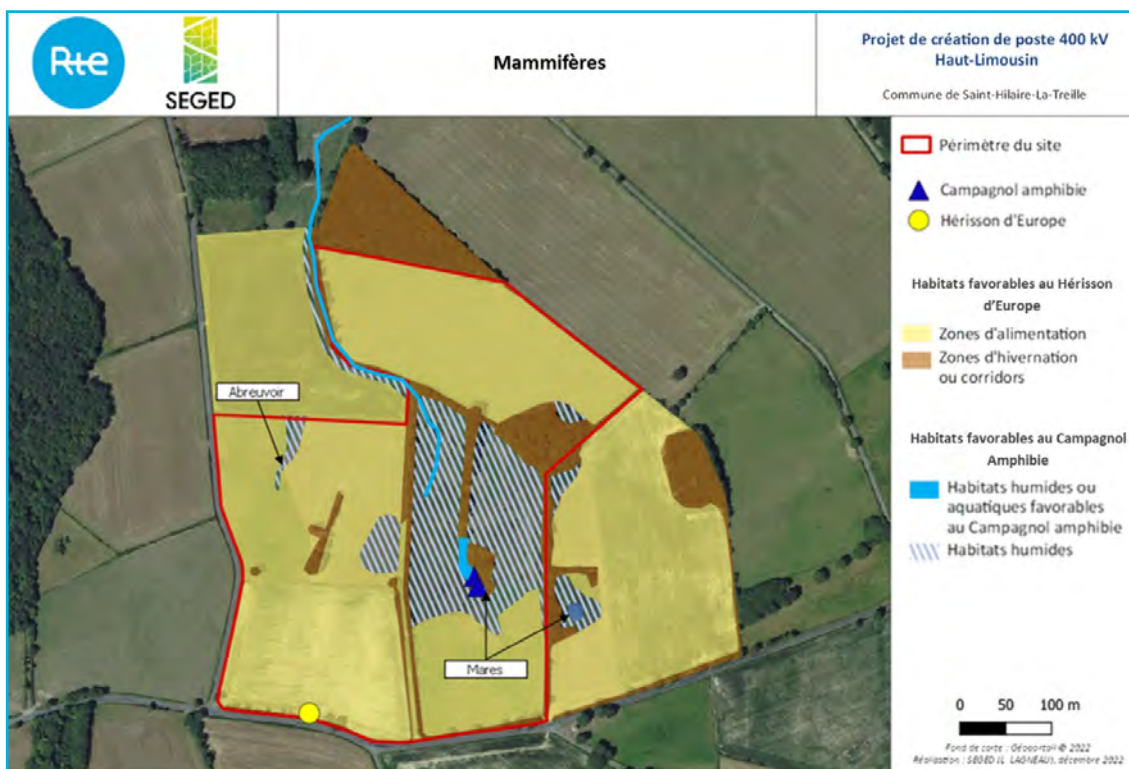 Rte
SEGED
Mammifères
Projet de création de poste 400 kV
Haut-Limousin
Commune de Saint-Hilaire-La-Treille
Périmètre du site
Campagnol amphibie
Hérisson d'Europe
Habitats favorables au Hérisson
d'Europe
Zones d'alimentation
Zones d'hivernation
ou corridors
Habitats favorables au Campagnol
Amphibie
Habitats humides ou
aquatiques favorables
au Campagnol amphibie
Habitats humides
Abreuvoir
Mares
0 50 100 m
Fond de carte : Géoportail © 2022
Réalisation : SEGED (L. LAGNEAU), décembre 2022